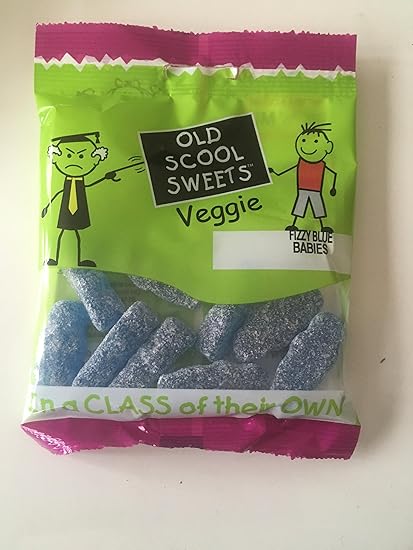 OLD
SCOOL
SWEETS™
Veggie
FIZZY BLUE
BABIES
In a CLASS of their OWN